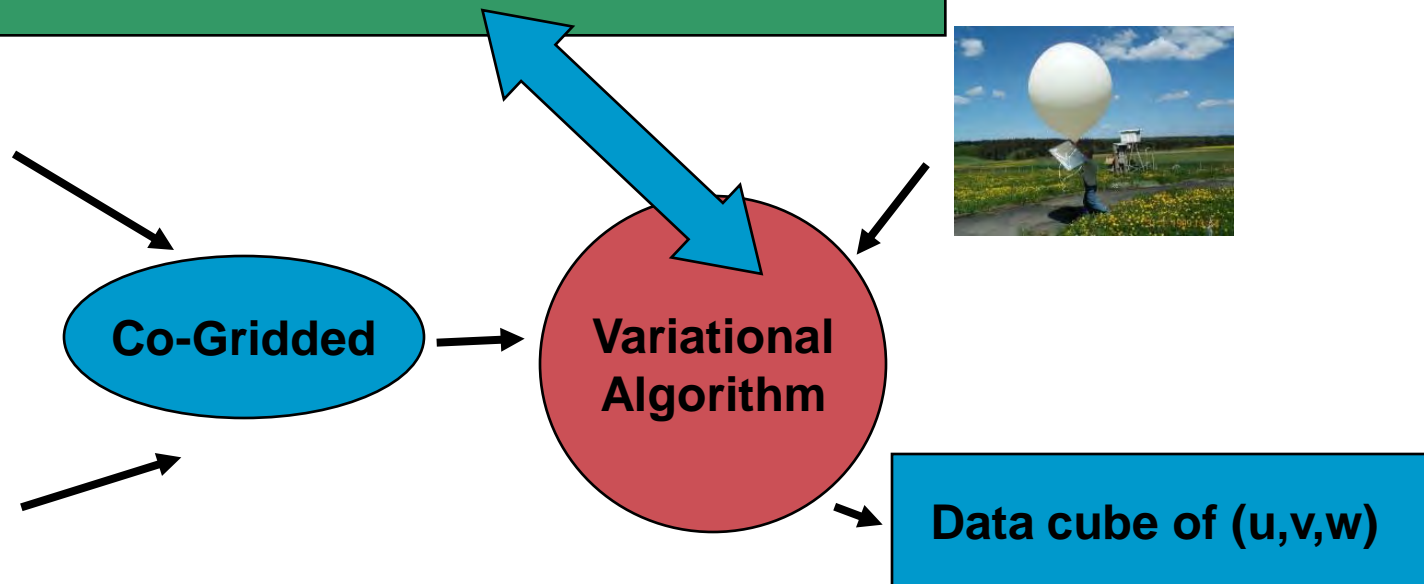 Co-Gridded
Variational
Algorithm
Data cube of (u,v,w)